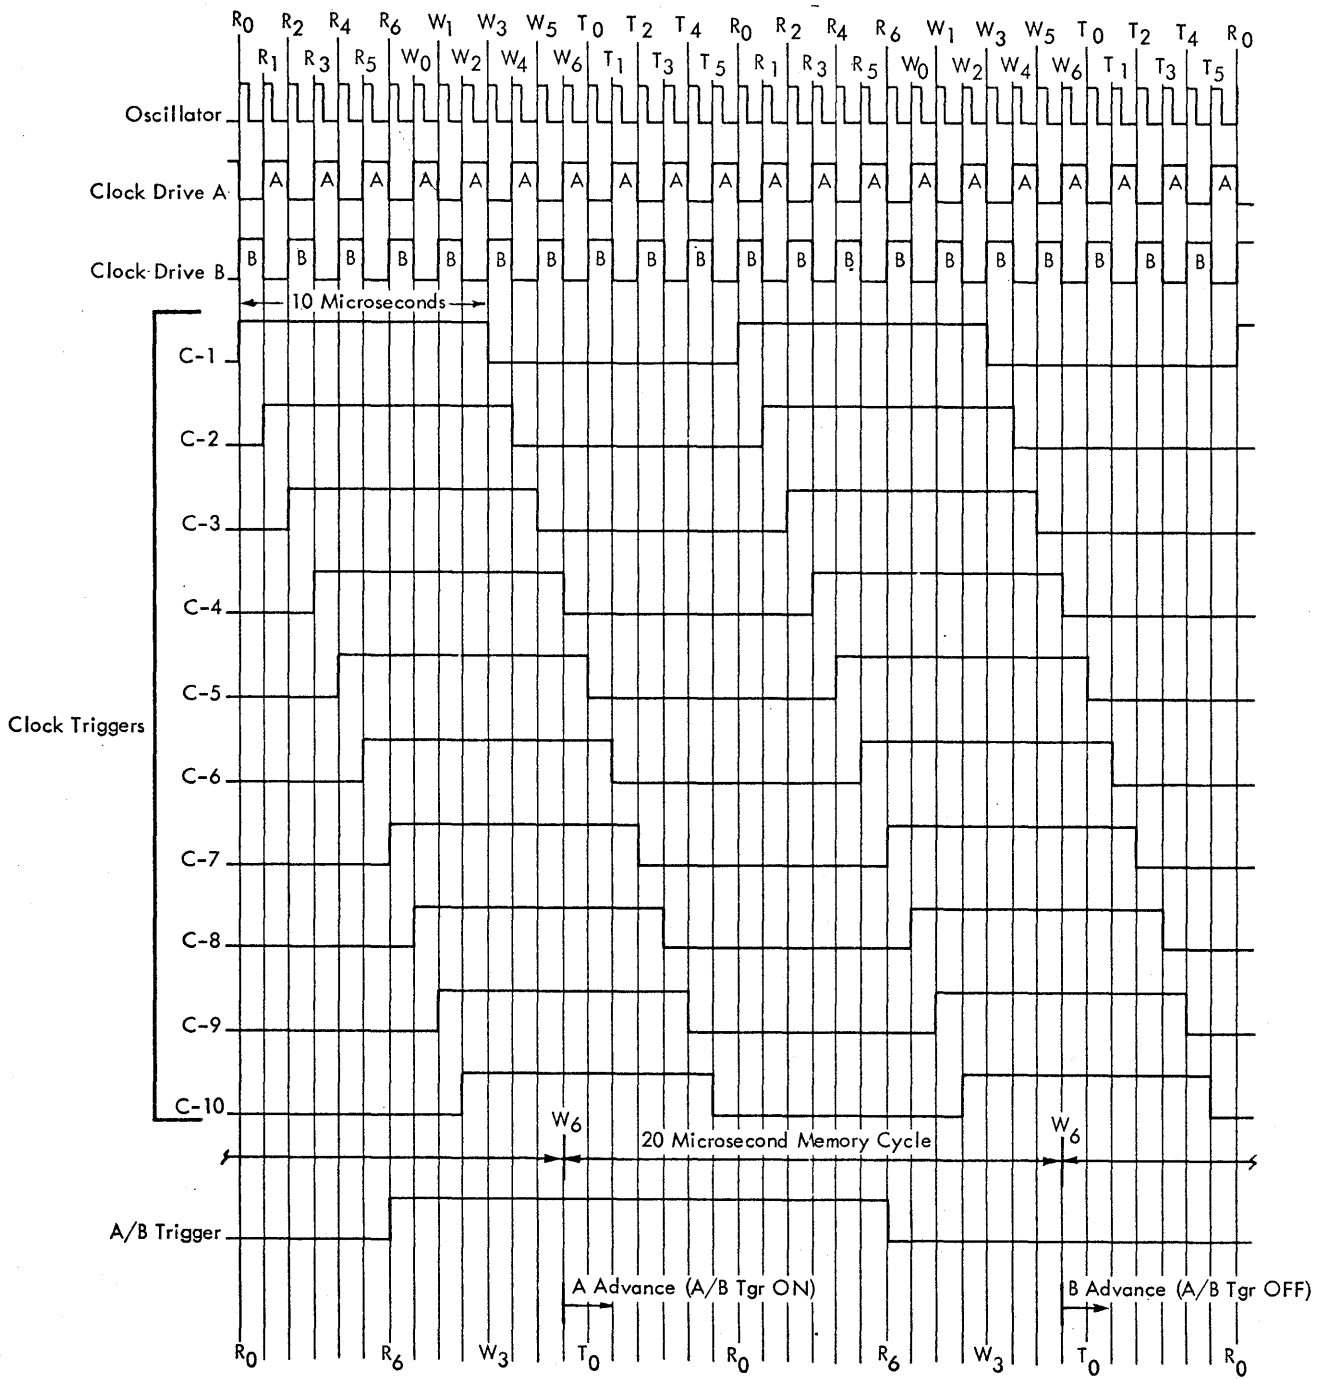 R0 R2 R4 R6 W1 W3 W5 T0 T2 T4 R0 R2 R4 R6 W1 W3 W5 T0 T2 T4 R0
R1 R3 R5 W0 W2 W4 W6 T1 T3 T5 R1 R3 R5 W0 W2 W4 W6 T1 T3 T5
Oscillator
Clock Drive A A A A A A A A A A A A A A A A A A A A A
Clock Drive B B B B B B B B B B B B B B B B B B B B B
10 Microseconds
C-1
C-2
C-3
C-4
C-5
Clock Triggers
C-6
C-7
C-8
C-9
C-10
W6 20 Microsecond Memory Cycle W6
A/B Trigger
A Advance (A/B Tgr ON) B Advance (A/B Tgr OFF)
R0 R6 W3 T0 R0 R6 W3 T0 R0